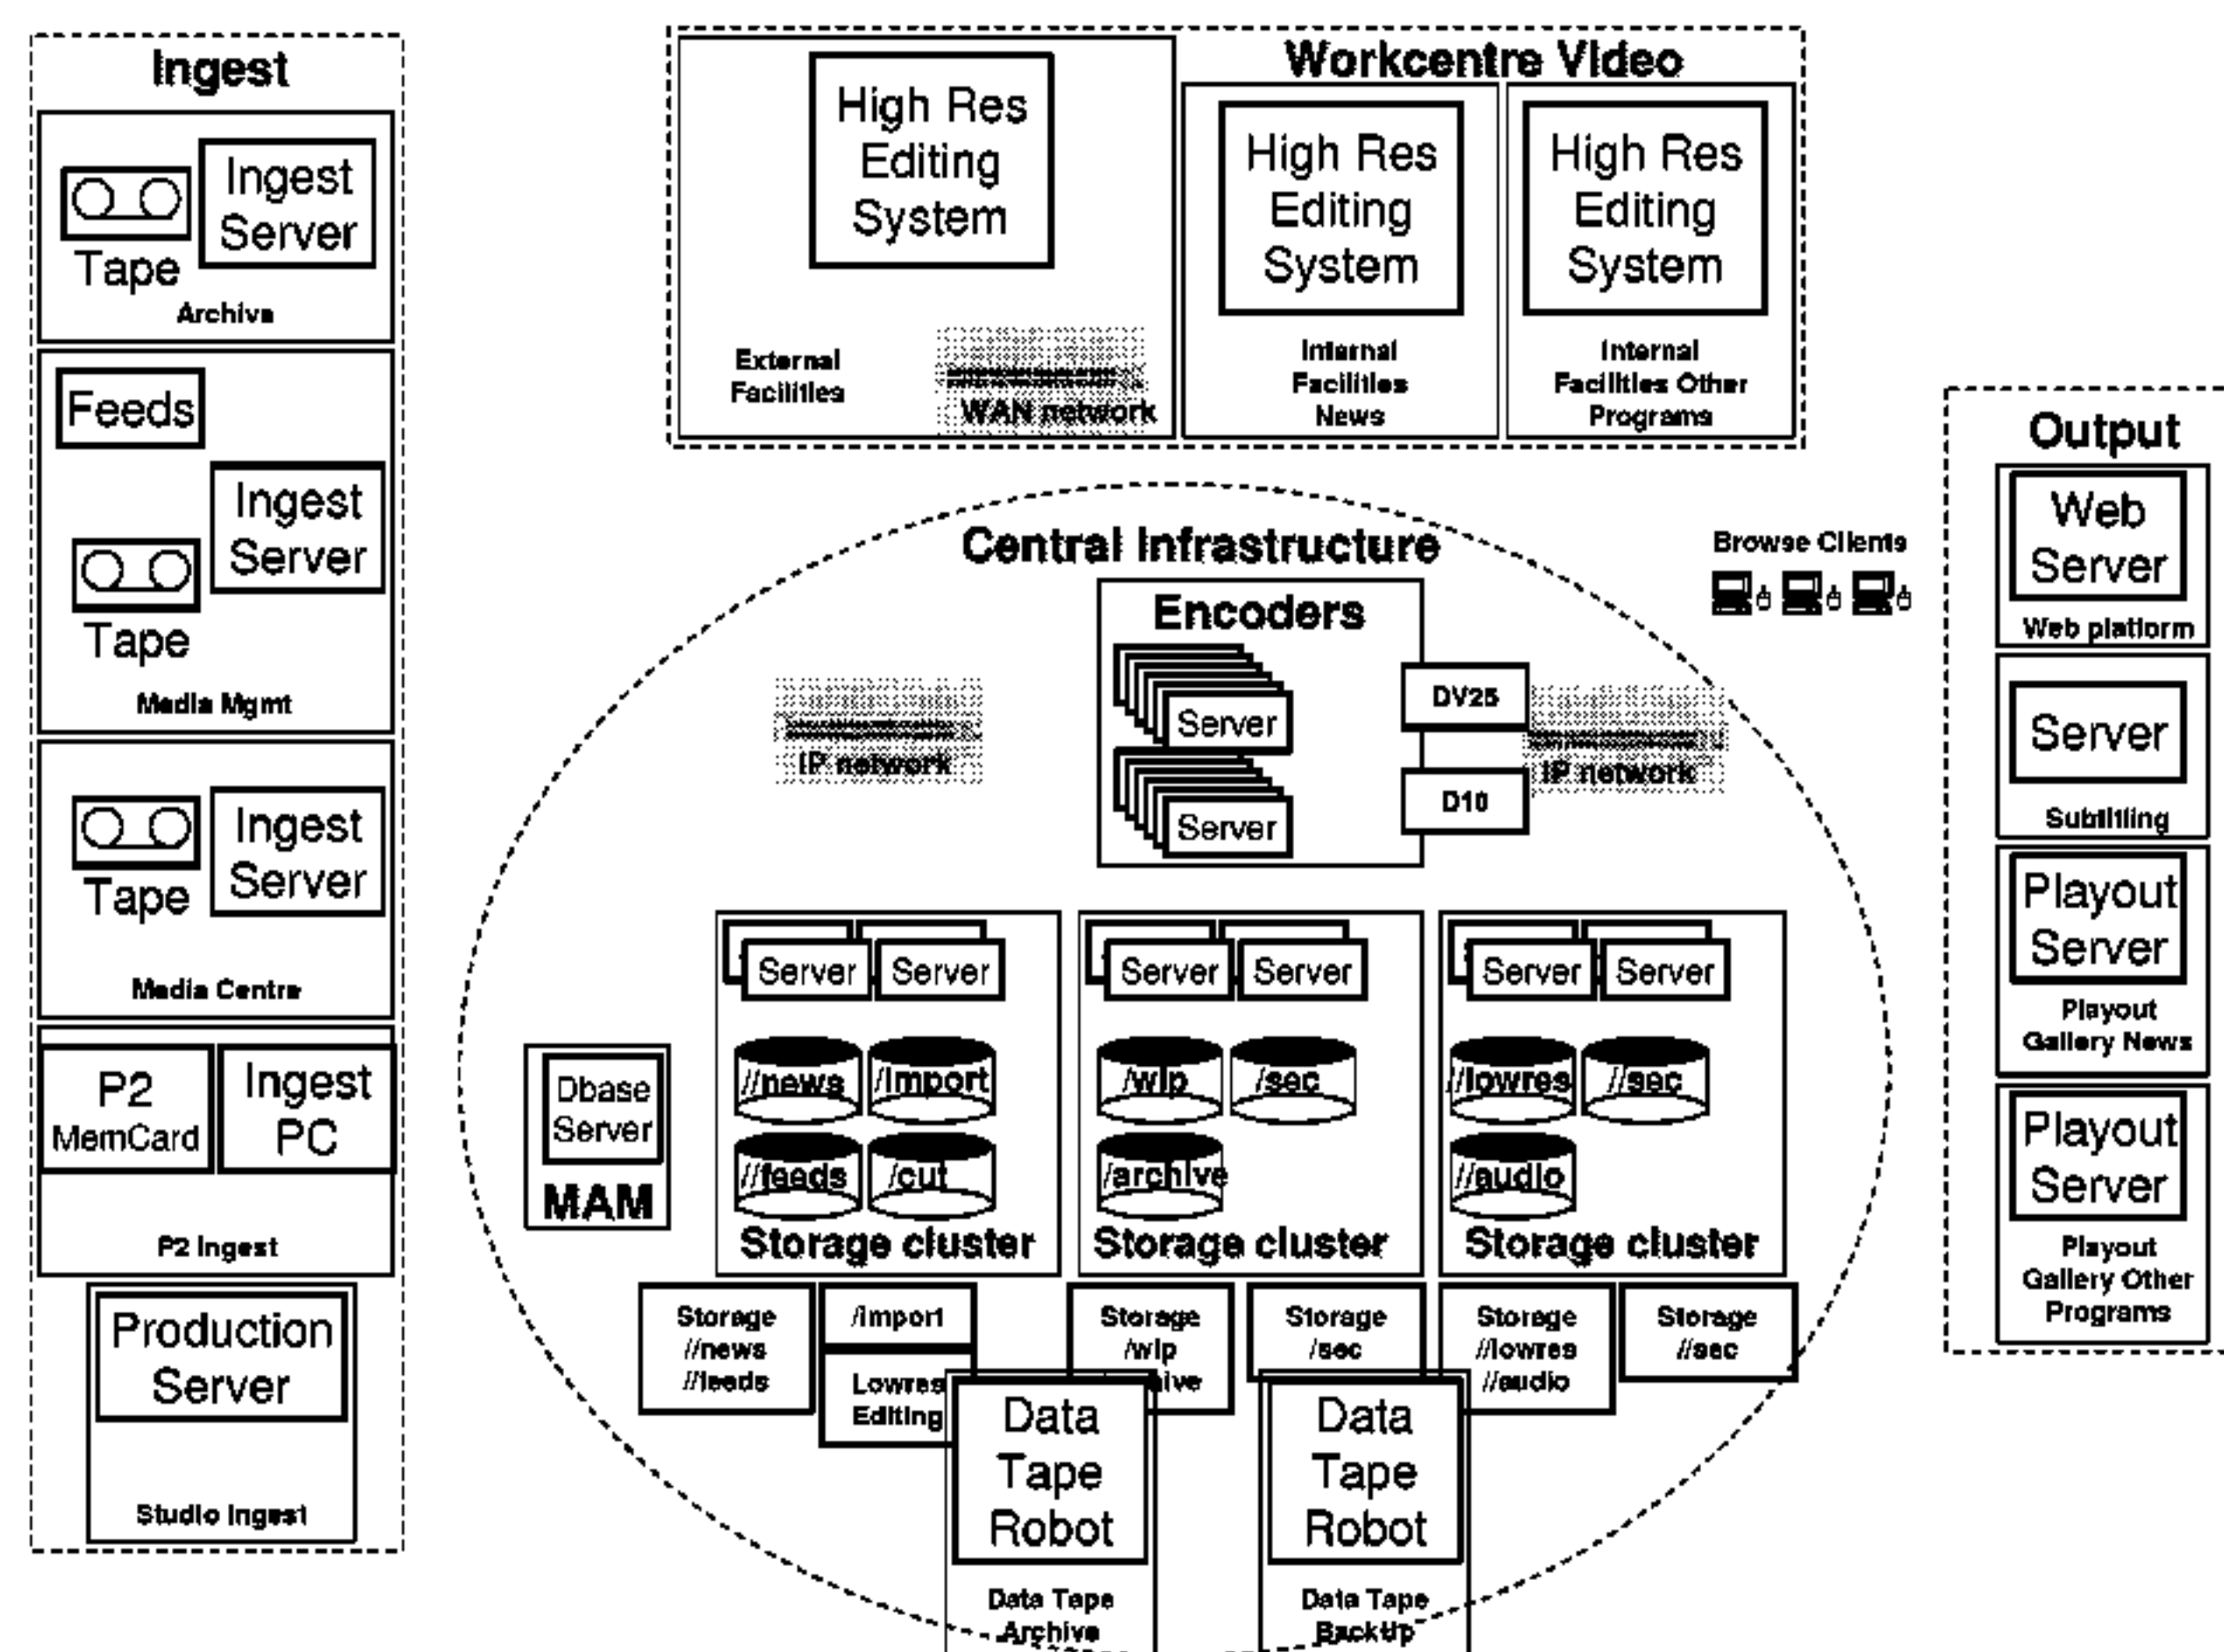 Ingest
Ingest
Server
Tape
Archive
Feeds
Ingest
Server
Tape
Media Mgmt
Ingest
Server
Tape
Media Centre
P2
MemCard
Ingest
PC
P2 Ingest
Production
Server
Studio Ingest
Workcentre Video
High Res
Editing
System
External
Facilities
WAN network
High Res
Editing
System
Internal
Facilities
News
High Res
Editing
System
Internal
Facilities Other
Programs
Central Infrastructure
Encoders
Server
Server
DV25
D10
IP network
IP network
Browse Clients
Dbase
Server
MAM
Server Server
//news /import
//feeds /cut
Storage cluster
Server Server
/wip /sec
/archive
Storage cluster
Server Server
//lowres //sec
//audio
Storage cluster
Storage
//news
//feeds
/import
Lowres
Editing
Storage
/wip
hive
Storage
/sec
Storage
//lowres
//audio
Storage
//sec
Data
Tape
Robot
Data Tape
Archive
Data
Tape
Robot
Data Tape
BackUp
Output
Web
Server
Web platform
Server
Subtitling
Playout
Server
Playout
Gallery News
Playout
Server
Playout
Gallery Other
Programs